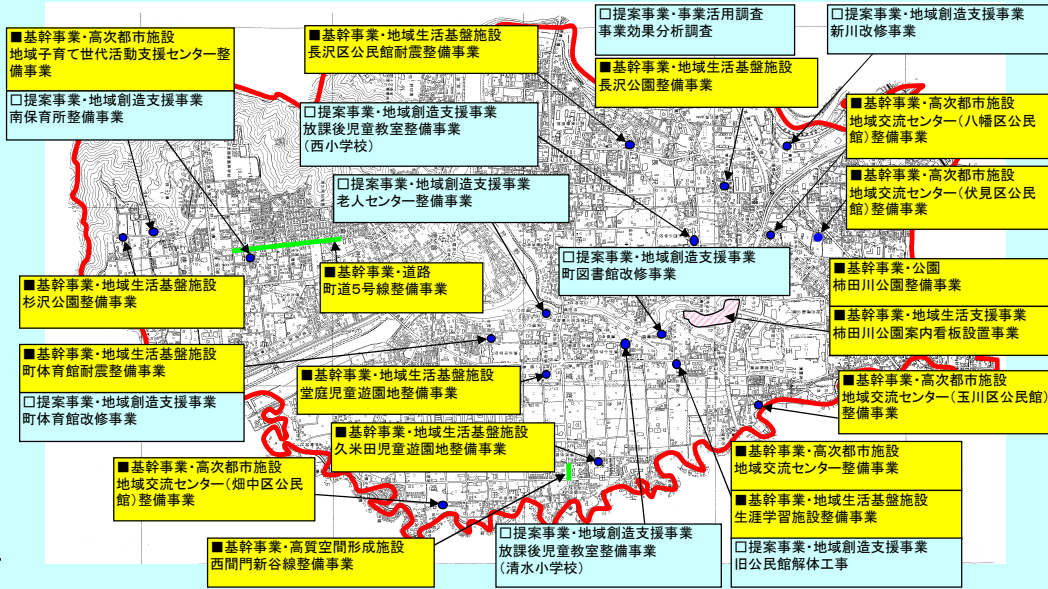 ■基幹事業・高次都市施設
地域子育て世代活動支援センター整
備事業
□提案事業・地域創造支援事業
南保育所整備事業
■基幹事業・地域生活基盤施設
長沢区公民館耐震整備事業
□提案事業・事業活用調査
事業効果分析調査
□提案事業・地域創造支援事業
新川改修事業
■基幹事業・地域生活基盤施設
長沢公園整備事業
□提案事業・地域創造支援事業
放課後児童教室整備事業
(西小学校)
■基幹事業・高次都市施設
地域交流センター(八幡区公民
館)整備事業
□提案事業・地域創造支援事業
老人センター整備事業
■基幹事業・高次都市施設
地域交流センター(伏見区公民
館)整備事業
□提案事業・地域創造支援事業
町図書館改修事業
■基幹事業・道路
町道5号線整備事業
■基幹事業・公園
柿田川公園整備事業
■基幹事業・地域生活基盤施設
杉沢公園整備事業
■基幹事業・地域生活支援事業
柿田川公園案内看板設置事業
■基幹事業・地域生活基盤施設
町体育館耐震整備事業
□提案事業・地域創造支援事業
町体育館改修事業
■基幹事業・地域生活基盤施設
堂庭児童遊園地整備事業
■基幹事業・高次都市施設
地域交流センター(玉川区公民館)
整備事業
■基幹事業・地域生活基盤施設
久米田児童遊園地整備事業
■基幹事業・高次都市施設
地域交流センター(畑中区公民
館)整備事業
■基幹事業・高次都市施設
地域交流センター整備事業
■基幹事業・地域生活基盤施設
生涯学習施設整備事業
□提案事業・地域創造支援事業
旧公民館解体工事
■基幹事業・高質空間形成施設
西間門新谷線整備事業
□提案事業・地域創造支援事業
放課後児童教室整備事業
(清水小学校)